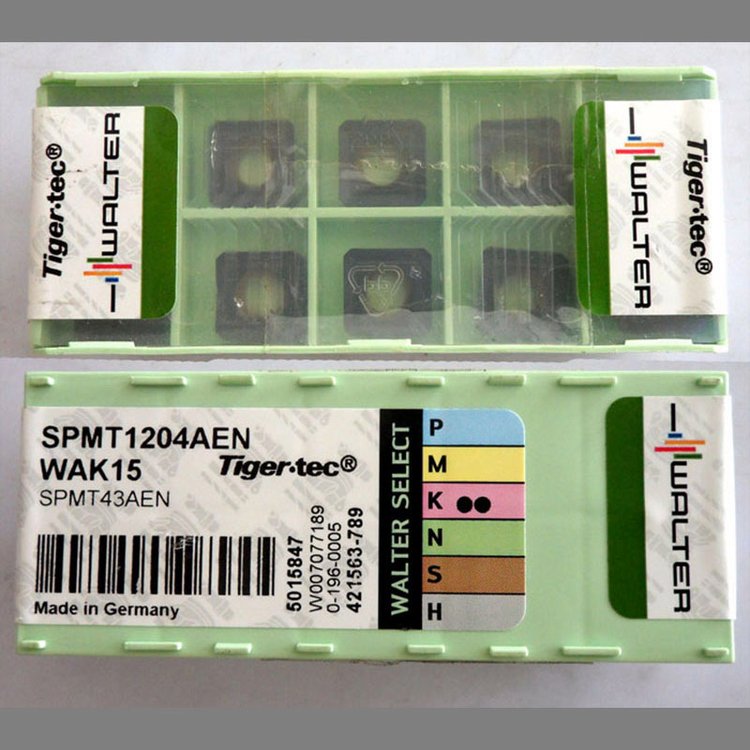 Tiger·tec®
WALTER
WALTER
Tiger·tec®
SPMT1204AEN
WAK15
Tiger·tec®
SPMT43AEN
Made in Germany
5015847
W007077189
0-196-0005
421563-789
WALTER SELECT
P
M
K
N
S
H
WALTER